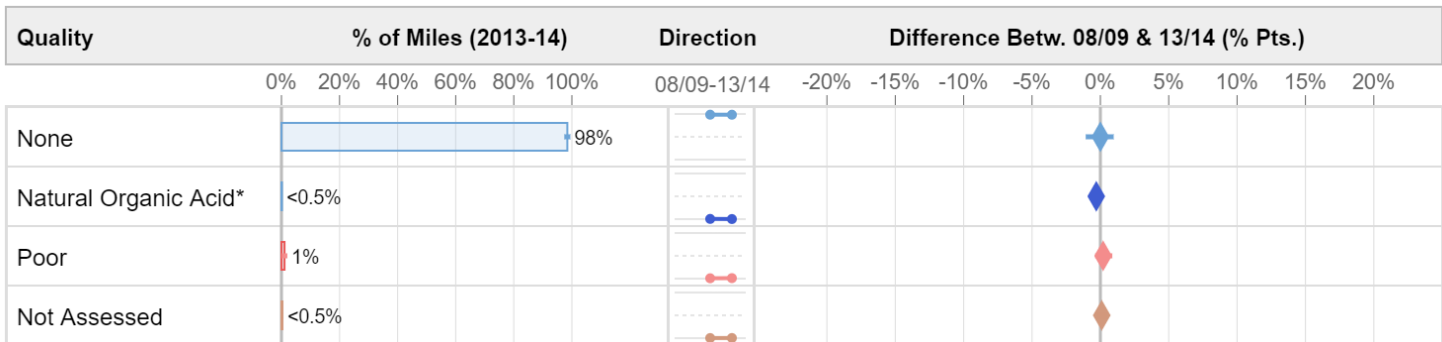 Quality % of Miles (2013-14) Direction Difference Betw. 08/09 & 13/14 (% Pts.)
0% 20% 40% 60% 80% 100% 08/09-13/14 -20% -15% -10% -5% 0% 5% 10% 15% 20%
None 98%
Natural Organic Acid* <0.5%
Poor 1%
Not Assessed <0.5%